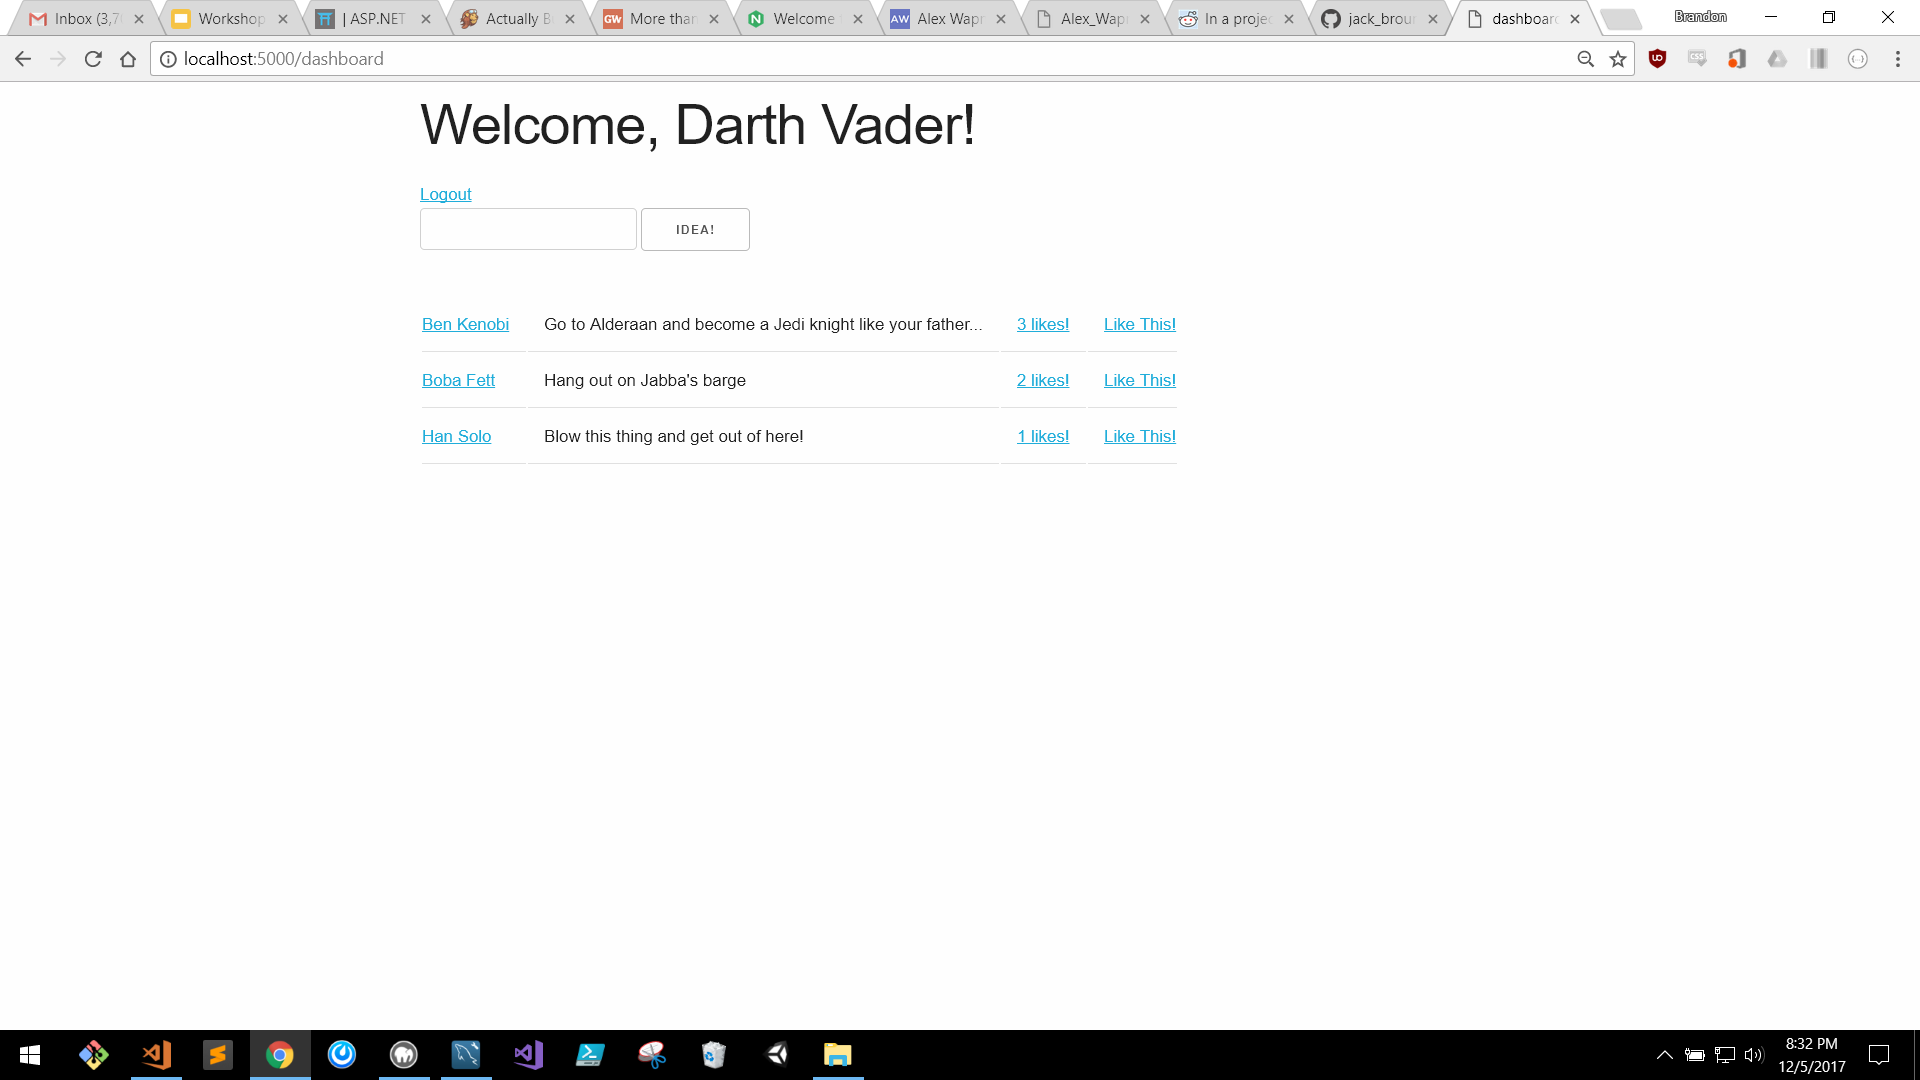 Inbox (3,7
Workshop
| ASP.NET
Actually B
More than
Welcome
Alex Wapr
Alex_Wap
In a projec
jack_brour
dashboard
Brandon
localhost:5000/dashboard
Welcome, Darth Vader!
Logout
IDEA!
Ben Kenobi Go to Alderaan and become a Jedi knight like your father... 3 likes! Like This!
Boba Fett Hang out on Jabba's barge 2 likes! Like This!
Han Solo Blow this thing and get out of here! 1 likes! Like This!
8:32 PM
12/5/2017